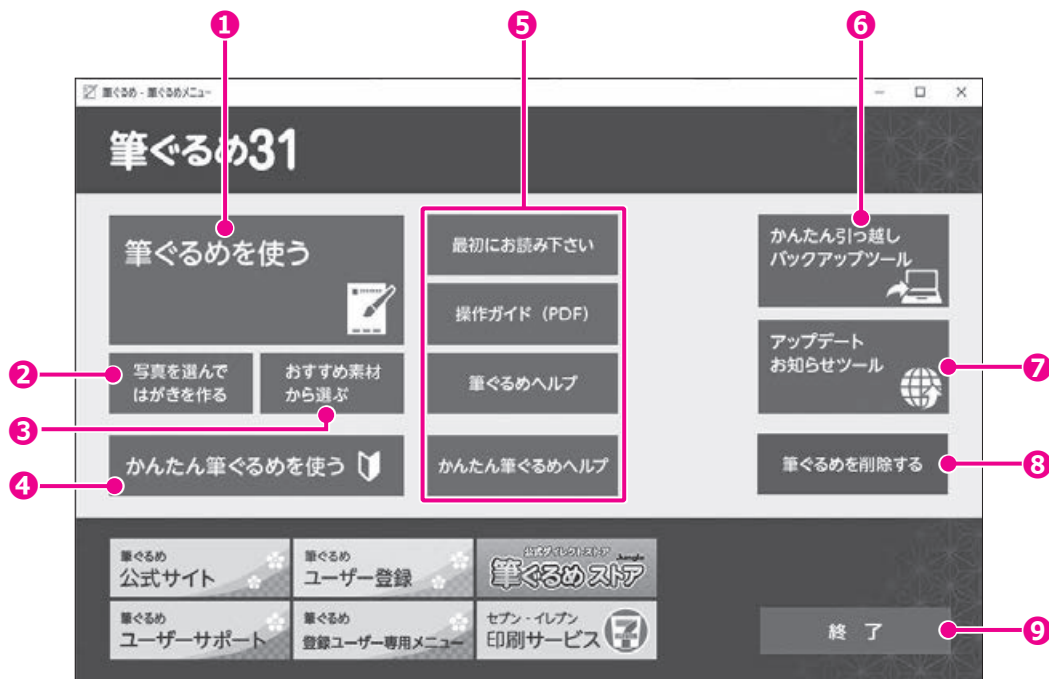 ❶
❺
❻
筆ぐるめ - 筆ぐるめメニュー
筆ぐるめ31
筆ぐるめを使う
❷
写真を選んで
はがきを作る
おすすめ素材
から選ぶ
❸
かんたん筆ぐるめを使う
❹
最初にお読み下さい
操作ガイド（PDF）
筆ぐるめヘルプ
かんたん筆ぐるめヘルプ
かんたん引っ越し
バックアップツール
アップデート
お知らせツール
❼
筆ぐるめを削除する
❽
筆ぐるめ
公式サイト
筆ぐるめ
ユーザー登録
公式ダイレクトストア Jungle
筆ぐるめストア
筆ぐるめ
ユーザーサポート
筆ぐるめ
登録ユーザー専用メニュー
セブン‐イレブン
印刷サービス
7
終 了
❾